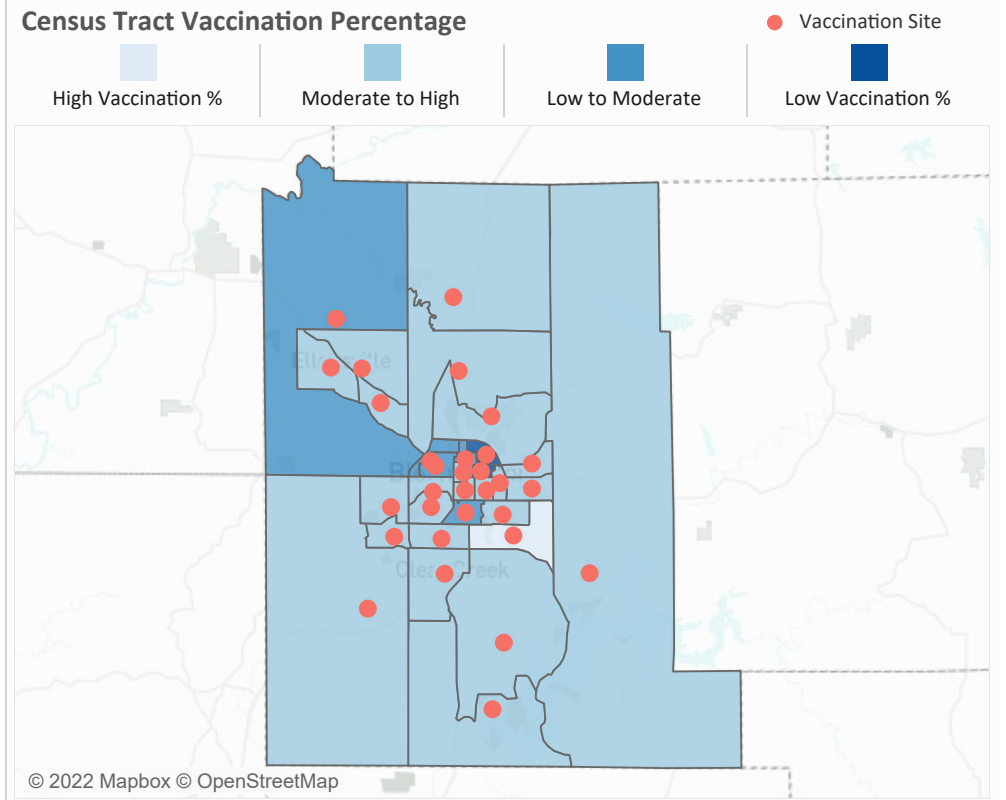 Census Tract Vaccination Percentage
Vaccination Site
High Vaccination %
Moderate to High
Low to Moderate
Low Vaccination %
Clear Creek
© 2022 Mapbox © OpenStreetMap